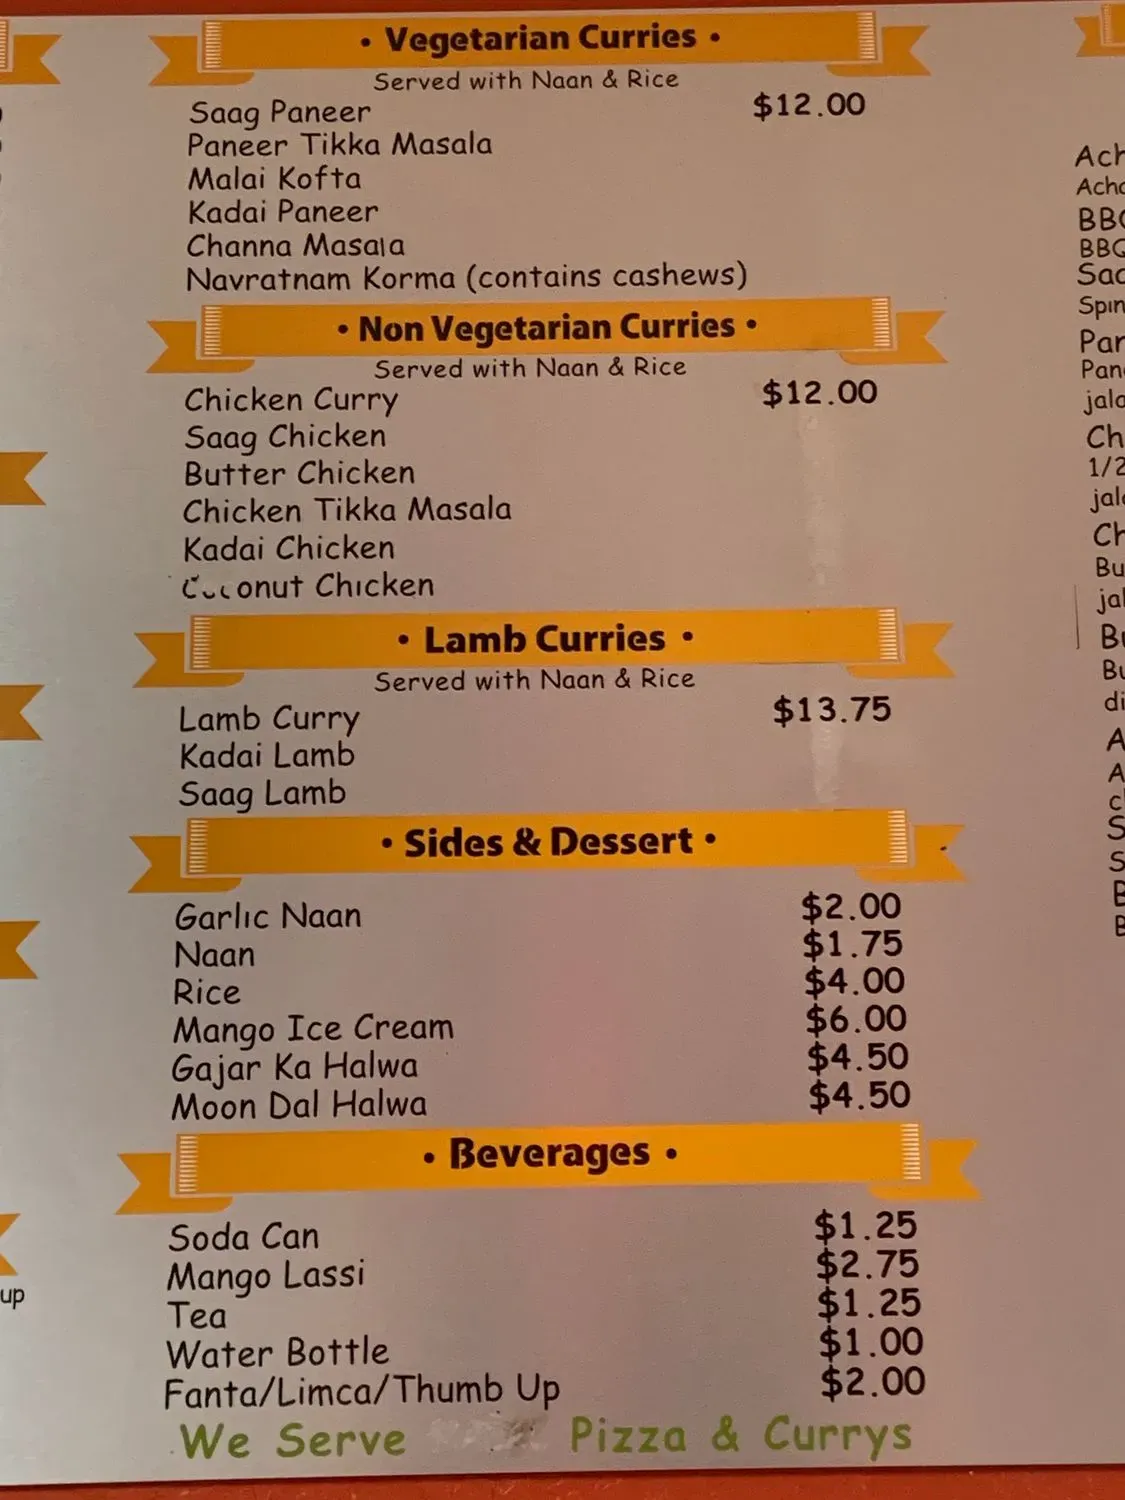 • Vegetarian Curries •
Served with Naan & Rice
Saag Paneer $12.00
Paneer Tikka Masala
Malai Kofta
Kadai Paneer
Channa Masala
Navratnam Korma (contains cashews)
• Non Vegetarian Curries •
Served with Naan & Rice
Chicken Curry $12.00
Saag Chicken
Butter Chicken
Chicken Tikka Masala
Kadai Chicken
Coconut Chicken
• Lamb Curries •
Served with Naan & Rice
Lamb Curry $13.75
Kadai Lamb
Saag Lamb
• Sides & Dessert •
Garlic Naan $2.00
Naan $1.75
Rice $4.00
Mango Ice Cream $6.00
Gajar Ka Halwa $4.50
Moon Dal Halwa $4.50
• Beverages •
Soda Can $1.25
Mango Lassi $2.75
Tea $1.25
Water Bottle $1.00
Fanta/Limca/Thumb Up $2.00
We Serve Pizza & Currys
up